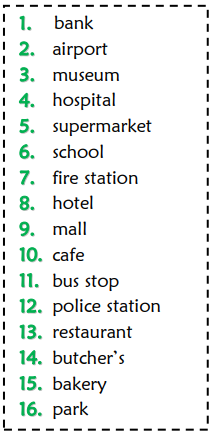 1. bank
2. airport
3. museum
4. hospital
5. supermarket
6. school
7. fire station
8. hotel
9. mall
10. cafe
11. bus stop
12. police station
13. restaurant
14. butcher's
15. bakery
16. park